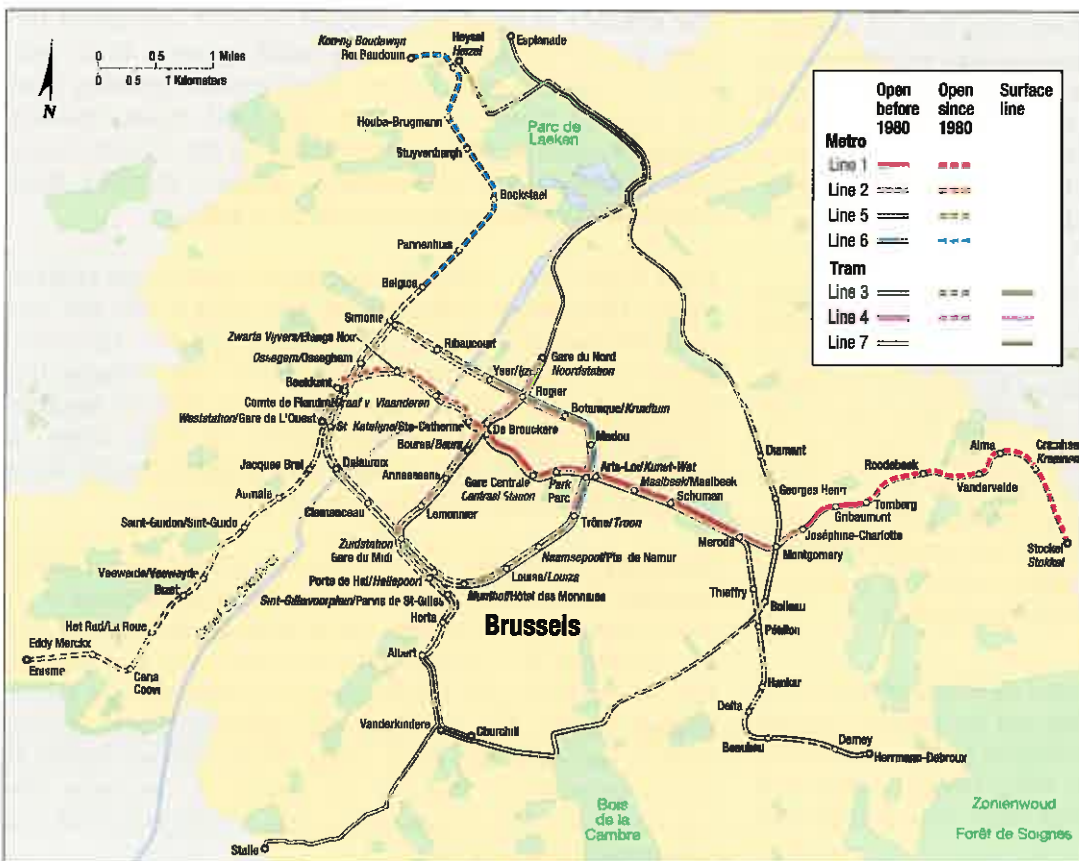 Koning Boudewijn
Roi Baudouin
Heysel
Heizel
Esplanade
0 0.5 1 Miles
0 0.5 1 Kilometers
N
Houba-Brugmann
Stuyvenbergh
Parc de
Laeken
Bockstael
Pannenhuis
Belgica
Simonis
Zwarte Vijvers/Etangs Noir
Ribaucourt
Ossegem/Osseghem
Gare du Nord
Noordstation
Beekkant
Rogier
Comte de Flandre/Graaf v. Vlaanderen
Weststation/Gare de L'Ouest
St Katelijne/Ste-Catherine
De Brouckere
Botanique/Kruidtuin
Madou
Bourse/Beurs
Jacques Brel
Delacroix
Anneessens
Gare Centrale
Centraal Station
Park
Parc
Arts-Loi/Kunst-Wet
Maelbeek/Maalbeek
Schuman
Diamant
Aumale
Clemenceau
Lemonnier
Georges Henri
Roodebeek
Alma
Vandervelde
Tomberg
Gribaumont
Joséphine-Charlotte
Saint-Guidon/Sint-Guido
Zuidstation
Gare du Midi
Trône/Troon
Merode
Montgomery
Stockel
Stokkel
Veeweide/Veeweyde
Bizet
Naamsepoort/Pte. de Namur
Porte de Hal/Hallepoort
Louise/Louiza
Munthof/Hôtel des Monnaies
Thieffry
Boileau
Sint-Gillisvoorplein/Parvis de St-Gilles
Horta
Brussels
Pétillon
Het Rad/La Roue
Eddy Merckx
Erasme
Ceria
Coovi
Albert
Hankar
Delta
Vanderkindere
Churchill
Beaulieu
Demey
Herrmann-Debroux
Stalle
Bois
de la
Cambre
Zonienwoud
Forêt de Soignes
Open before 1980 Open since 1980 Surface line
Metro
Line 1
Line 2
Line 5
Line 6
Tram
Line 3
Line 4
Line 7